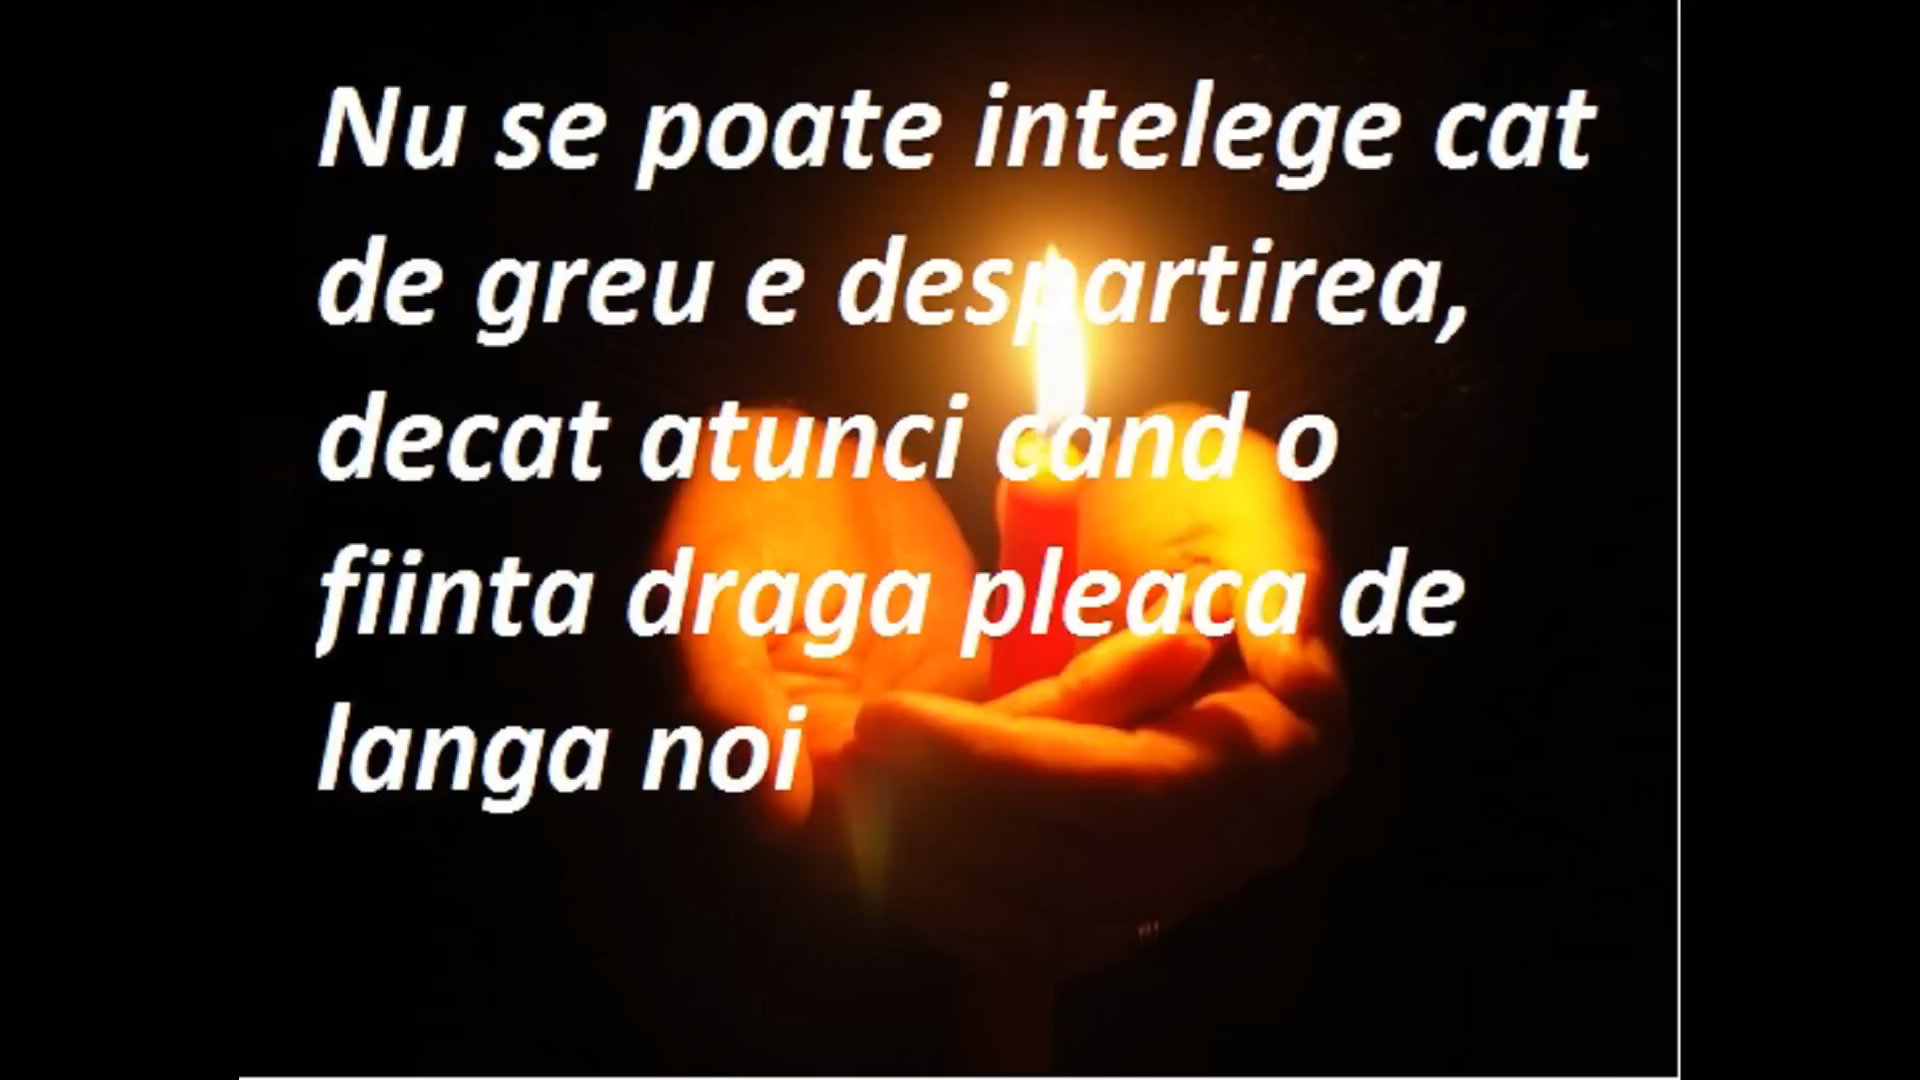 Nu se poate intelege cat
de greu e despartirea,
decat atunci cand o
fiinta draga pleaca de
langa noi